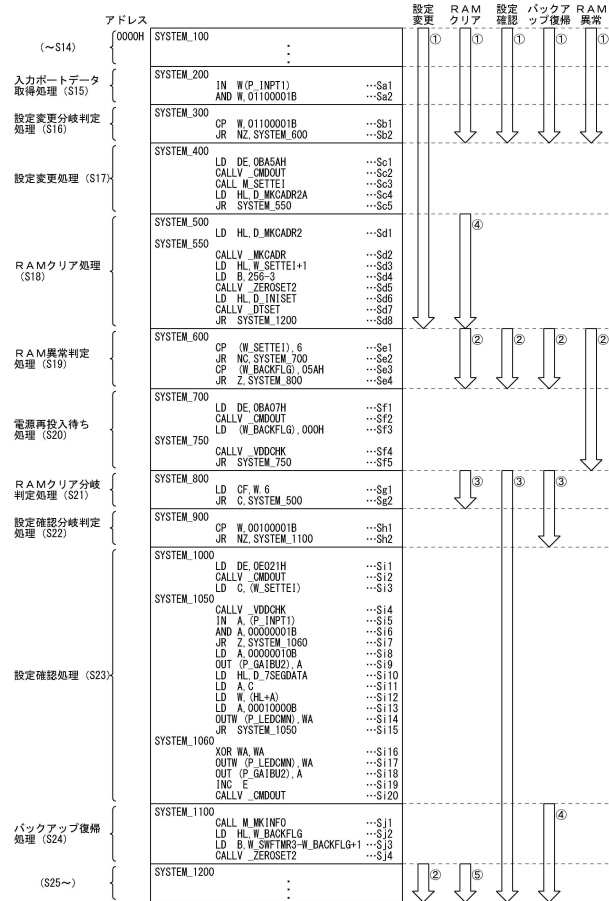 設定変更 RAMクリア 設定確認 バックアップ復帰 RAM異常
アドレス
(～S14)
0000H SYSTEM_100
：
① ① ① ① ①
入力ポートデータ
取得処理（S15）
SYSTEM_200
IN W(P_INPT1) …Sa1
AND W,01100001B …Sa2
設定変更分岐判定
処理（S16）
SYSTEM_300
CP W,01100001B …Sb1
JR NZ,SYSTEM_600 …Sb2
設定変更処理（S17）
SYSTEM_400
LD DE,0BA5AH …Sc1
CALLV _CMDOUT …Sc2
CALL M_SETTEI …Sc3
LD HL,D_MKCADR2A …Sc4
JR SYSTEM_550 …Sc5
RAMクリア処理
（S18）
SYSTEM_500
④
LD HL,D_MKCADR2 …Sd1
SYSTEM_550
CALLV _MKCADR …Sd2
LD HL,W_SETTEI+1 …Sd3
LD B,256-3 …Sd4
CALLV _ZEROSET2 …Sd5
LD HL,D_INISET …Sd6
CALLV _DTSET …Sd7
JR SYSTEM_1200 …Sd8
RAM異常判定
処理（S19）
SYSTEM_600
② ② ② ②
CP (W_SETTEI),6 …Se1
JR NC,SYSTEM_700 …Se2
CP (W_BACKFLG),05AH …Se3
JR Z,SYSTEM_800 …Se4
電源再投入待ち
処理（S20）
SYSTEM_700
LD DE,0BA07H …Sf1
CALLV _CMDOUT …Sf2
LD (W_BACKFLG),000H …Sf3
SYSTEM_750
CALLV _VDDCHK …Sf4
JR SYSTEM_750 …Sf5
RAMクリア分岐
判定処理（S21）
SYSTEM_800
③ ③ ③
LD CF,W.6 …Sg1
JR C,SYSTEM_500 …Sg2
設定確認分岐判定
処理（S22）
SYSTEM_900
CP W,00100001B …Sh1
JR NZ,SYSTEM_1100 …Sh2
設定確認処理（S23）
SYSTEM_1000
LD DE,0E021H …Si1
CALLV _CMDOUT …Si2
LD C,(W_SETTEI) …Si3
SYSTEM_1050
CALLV _VDDCHK …Si4
IN A,(P_INPT1) …Si5
AND A,00000001B …Si6
JR Z,SYSTEM_1060 …Si7
LD A,00000010B …Si8
OUT (P_GAIBU2),A …Si9
LD HL,D_7SEGDATA …Si10
LD A,C …Si11
LD W,(HL+A) …Si12
LD A,00010000B …Si13
OUTW (P_LEDCMN),WA …Si14
JR SYSTEM_1050 …Si15
SYSTEM_1060
XOR WA,WA …Si16
OUTW (P_LEDCMN),WA …Si17
OUT (P_GAIBU2),A …Si18
INC E …Si19
CALLV _CMDOUT …Si20
バックアップ復帰
処理（S24）
SYSTEM_1100
④
CALL M_MKINFO …Sj1
LD HL,W_BACKFLG …Sj2
LD B,W_SWFTMR3-W_BACKFLG+1 …Sj3
CALLV _ZEROSET2 …Sj4
（S25～）
SYSTEM_1200
：
② ⑤